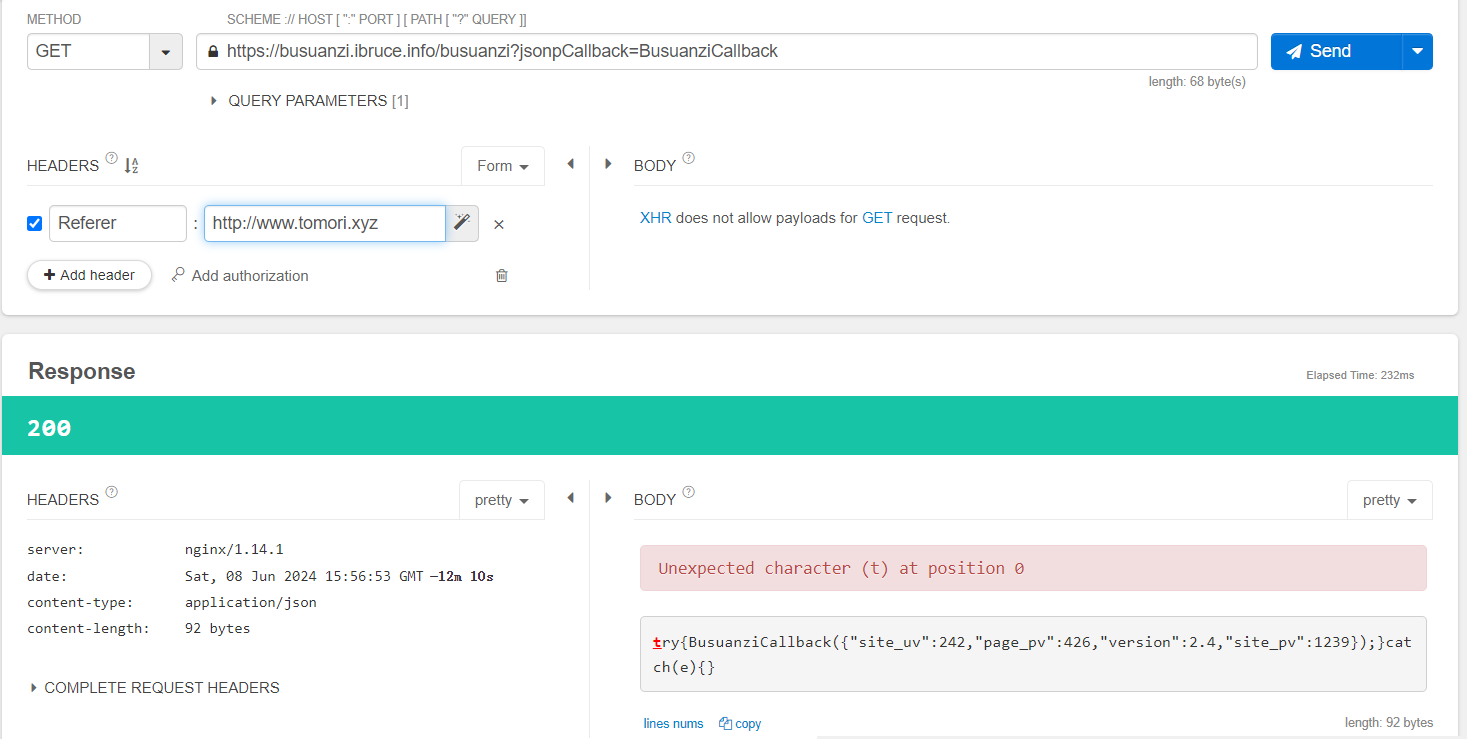 METHOD
SCHEME :// HOST [ ":" PORT ] [ PATH [ "?" QUERY ]]
GET
https://busuanzi.ibruce.info/busuanzi?jsonpCallback=BusuanziCallback
Send
length: 68 byte(s)
QUERY PARAMETERS [1]
HEADERS ?
Form
BODY ?
Referer : http://www.tomori.xyz
XHR does not allow payloads for GET request.
Add header
Add authorization
Response
Elapsed Time: 232ms
200
HEADERS ?
pretty
BODY ?
pretty
server: nginx/1.14.1
date: Sat, 08 Jun 2024 15:56:53 GMT −12m 10s
content-type: application/json
content-length: 92 bytes
COMPLETE REQUEST HEADERS
Unexpected character (t) at position 0
try{BusuanziCallback({"site_uv":242,"page_pv":426,"version":2.4,"site_pv":1239});}cat
ch(e){}
lines nums
copy
length: 92 bytes